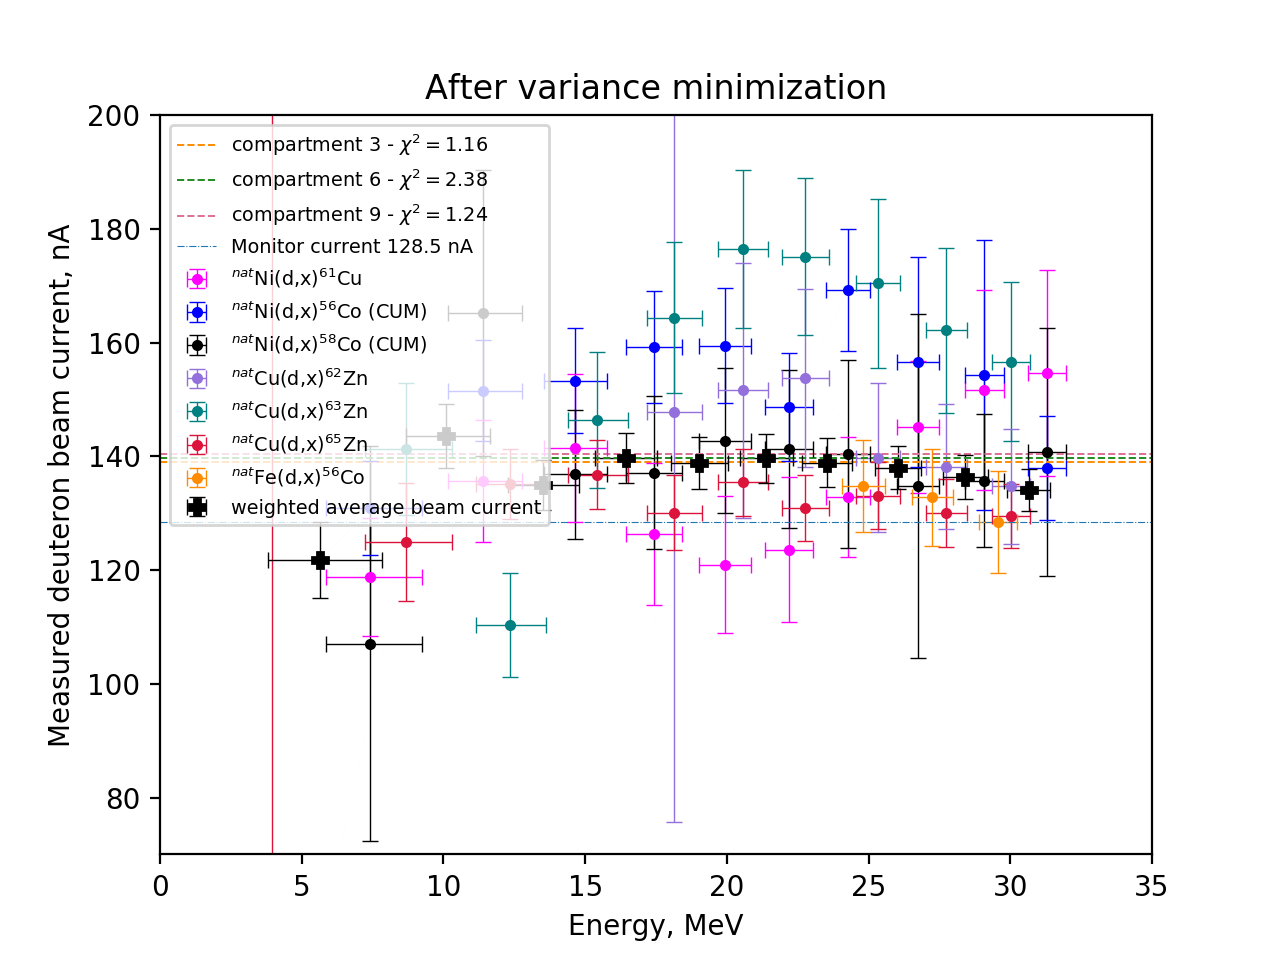 After variance minimization
Measured deuteron beam current, nA
200
180
160
140
120
100
80
compartment 3 - χ² = 1.16
compartment 6 - χ² = 2.38
compartment 9 - χ² = 1.24
Monitor current 128.5 nA
ⁿᵃᵗNi(d,x)⁶¹Cu
ⁿᵃᵗNi(d,x)⁵⁶Co (CUM)
ⁿᵃᵗNi(d,x)⁵⁸Co (CUM)
ⁿᵃᵗCu(d,x)⁶²Zn
ⁿᵃᵗCu(d,x)⁶³Zn
ⁿᵃᵗCu(d,x)⁶⁵Zn
ⁿᵃᵗFe(d,x)⁵⁶Co
weighted average beam current
0 5 10 15 20 25 30 35
Energy, MeV